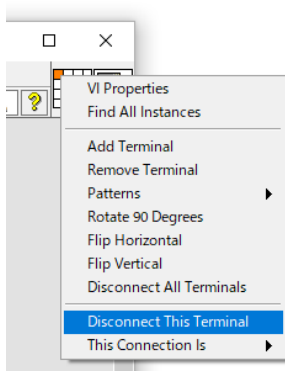 VI Properties
Find All Instances
Add Terminal
Remove Terminal
Patterns
Rotate 90 Degrees
Flip Horizontal
Flip Vertical
Disconnect All Terminals
Disconnect This Terminal
This Connection Is